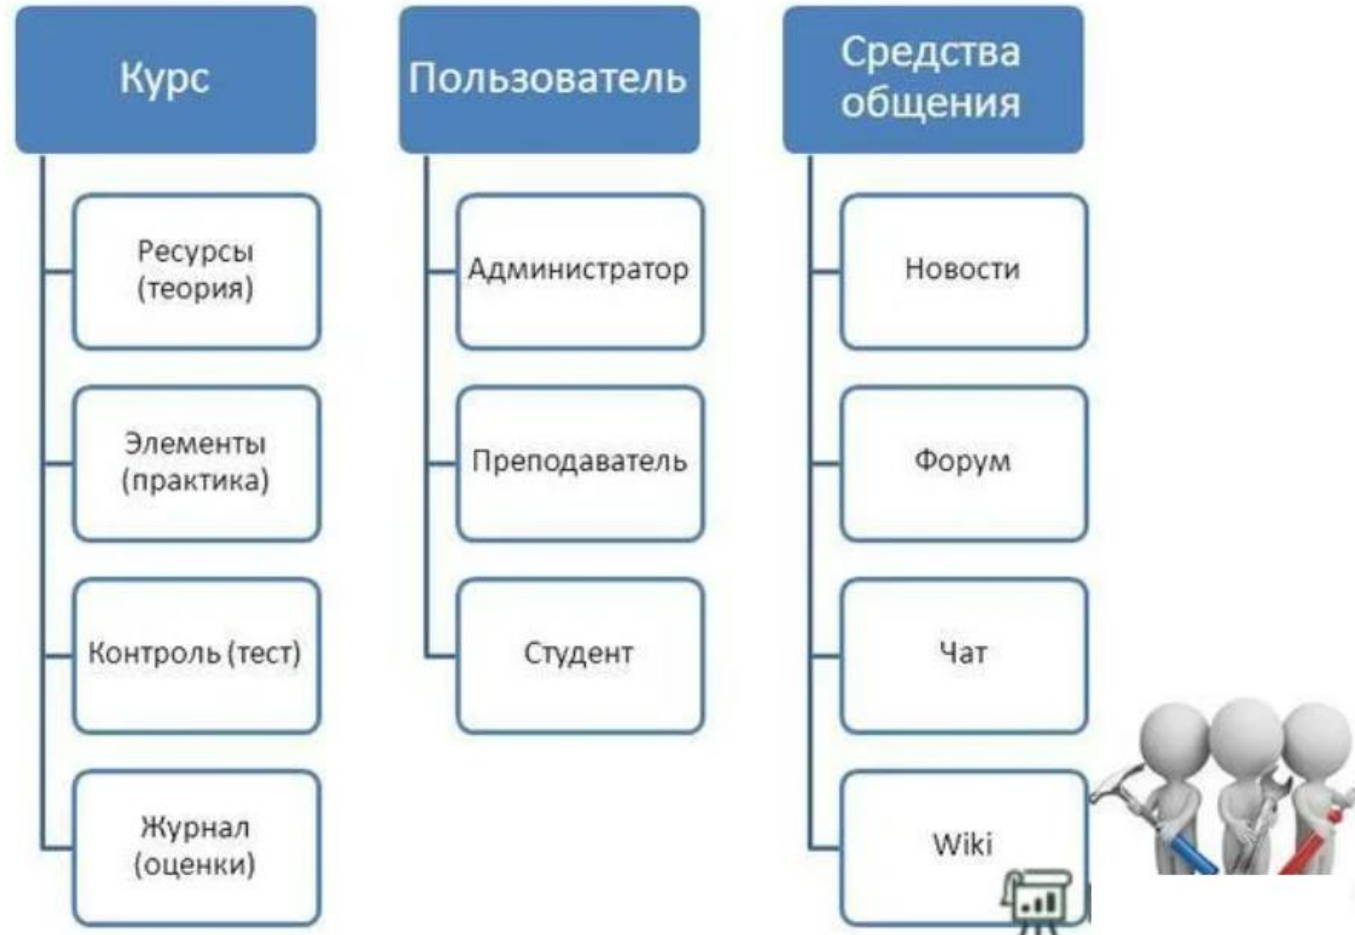 Курс
Ресурсы
(теория)
Элементы
(практика)
Контроль (тест)
Журнал
(оценки)
Пользователь
Администратор
Преподаватель
Студент
Средства
общения
Новости
Форум
Чат
Wiki